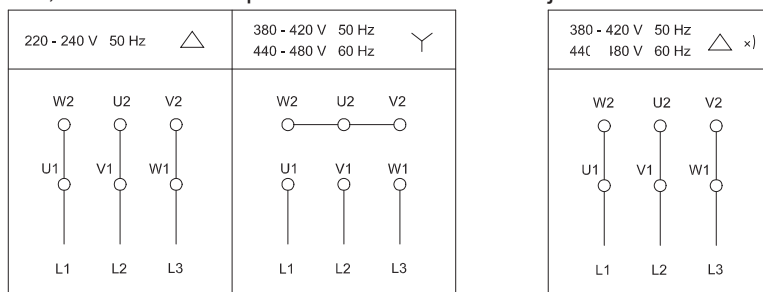 220 - 240 V 50 Hz
W2 U2 V2
U1 V1 W1
L1 L2 L3
380 - 420 V 50 Hz
440 - 480 V 60 Hz
W2 U2 V2
U1 V1 W1
L1 L2 L3
380 - 420 V 50 Hz
V 60 Hz x)
W2 U2 V2
U1 V1 W1
L1 L2 L3